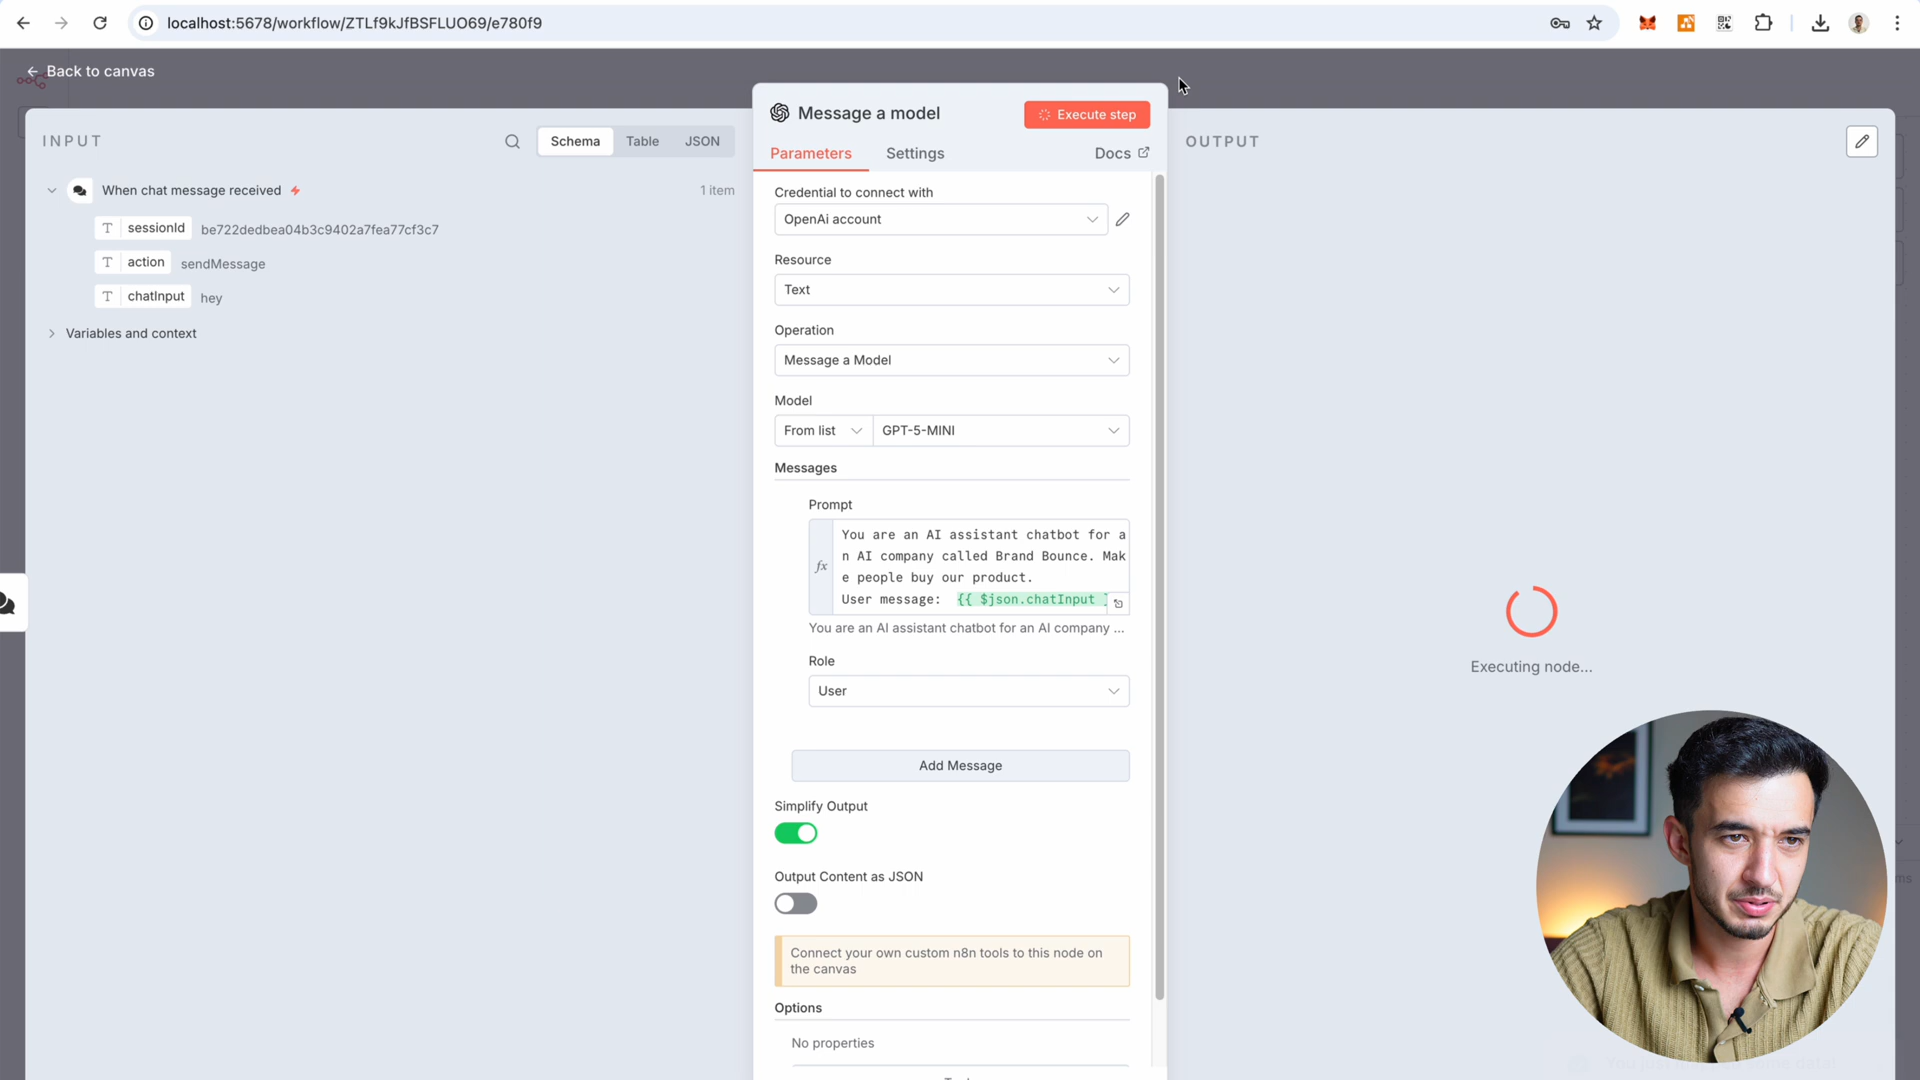 localhost:5678/workflow/ZTLf9kJfBSFLUO69/e780f9
Back to canvas
INPUT
Schema
Table
JSON
When chat message received
1 item
T sessionId be722dedbea04b3c9402a7fea77cf3c7
T action sendMessage
T chatInput hey
Variables and context
Message a model
Execute step
Parameters
Settings
Docs
Credential to connect with
OpenAi account
Resource
Text
Operation
Message a Model
Model
From list
GPT-5-MINI
Messages
Prompt
fx
You are an AI assistant chatbot for a
n AI company called Brand Bounce. Mak
e people buy our product.
User message: {{ $json.chatInput }
You are an AI assistant chatbot for an AI company ...
Role
User
Add Message
Simplify Output
Output Content as JSON
Connect your own custom n8n tools to this node on
the canvas
Options
No properties
OUTPUT
Executing node...